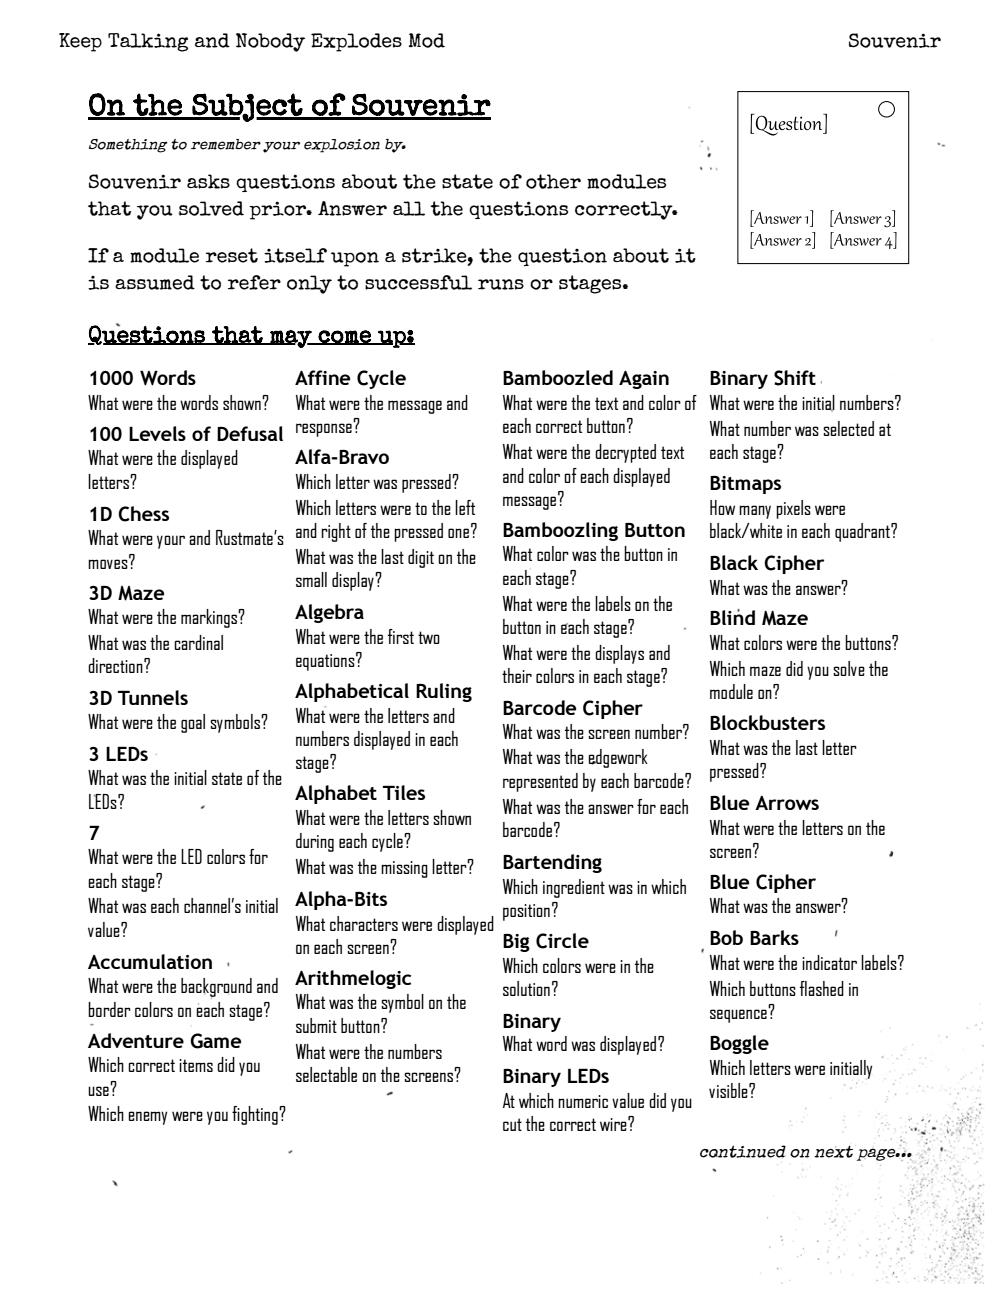 Keep Talking and Nobody Explodes Mod
Souvenir
On the Subject of Souvenir
Something to remember your explosion by.
Souvenir asks questions about the state of other modules
that you solved prior. Answer all the questions correctly.
If a module reset itself upon a strike, the question about it
is assumed to refer only to successful runs or stages.
[Question]
[Answer 1] [Answer 3]
[Answer 2] [Answer 4]
Questions that may come up:
1000 Words
What were the words shown?
100 Levels of Defusal
What were the displayed
letters?
1D Chess
What were your and Rustmate's
moves?
3D Maze
What were the markings?
What was the cardinal
direction?
3D Tunnels
What were the goal symbols?
3 LEDs
What was the initial state of the
LEDs?
7
What were the LED colors for
each stage?
What was each channel's initial
value?
Accumulation
What were the background and
border colors on each stage?
Adventure Game
Which correct items did you
use?
Which enemy were you fighting?
Affine Cycle
What were the message and
response?
Alfa-Bravo
Which letter was pressed?
Which letters were to the left
and right of the pressed one?
What was the last digit on the
small display?
Algebra
What were the first two
equations?
Alphabetical Ruling
What were the letters and
numbers displayed in each
stage?
Alphabet Tiles
What were the letters shown
during each cycle?
What was the missing letter?
Alpha-Bits
What characters were displayed
on each screen?
Arithmelogic
What was the symbol on the
submit button?
What were the numbers
selectable on the screens?
Bamboozled Again
What were the text and color of
each correct button?
What were the decrypted text
and color of each displayed
message?
Bamboozling Button
What color was the button in
each stage?
What were the labels on the
button in each stage?
What were the displays and
their colors in each stage?
Barcode Cipher
What was the screen number?
What was the edgework
represented by each barcode?
What was the answer for each
barcode?
Bartending
Which ingredient was in which
position?
Big Circle
Which colors were in the
solution?
Binary
What word was displayed?
Binary LEDs
At which numeric value did you
cut the correct wire?
Binary Shift
What were the initial numbers?
What number was selected at
each stage?
Bitmaps
How many pixels were
black/white in each quadrant?
Black Cipher
What was the answer?
Blind Maze
What colors were the buttons?
Which maze did you solve the
module on?
Blockbusters
What was the last letter
pressed?
Blue Arrows
What were the letters on the
screen?
Blue Cipher
What was the answer?
Bob Barks
What were the indicator labels?
Which buttons flashed in
sequence?
Boggle
Which letters were initially
visible?
continued on next page…